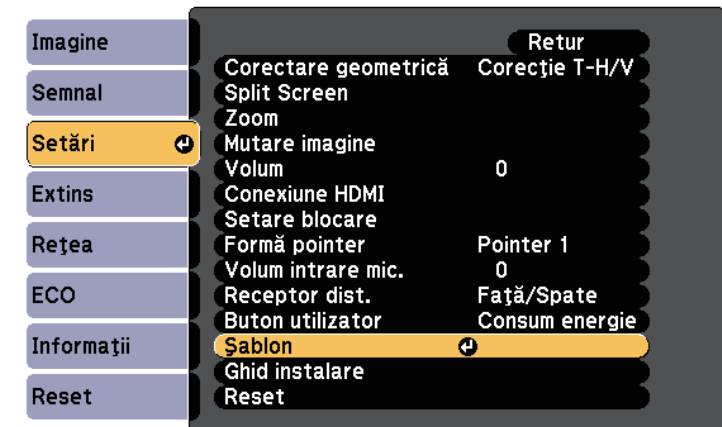 Imagine
Semnal
Setări
Extins
Reţea
ECO
Informaţii
Reset
Retur
Corectare geometrică Corecţie T-H/V
Split Screen
Zoom
Mutare imagine
Volum 0
Conexiune HDMI
Setare blocare
Formă pointer Pointer 1
Volum intrare mic. 0
Receptor dist. Faţă/Spate
Buton utilizator Consum energie
Şablon
Ghid instalare
Reset